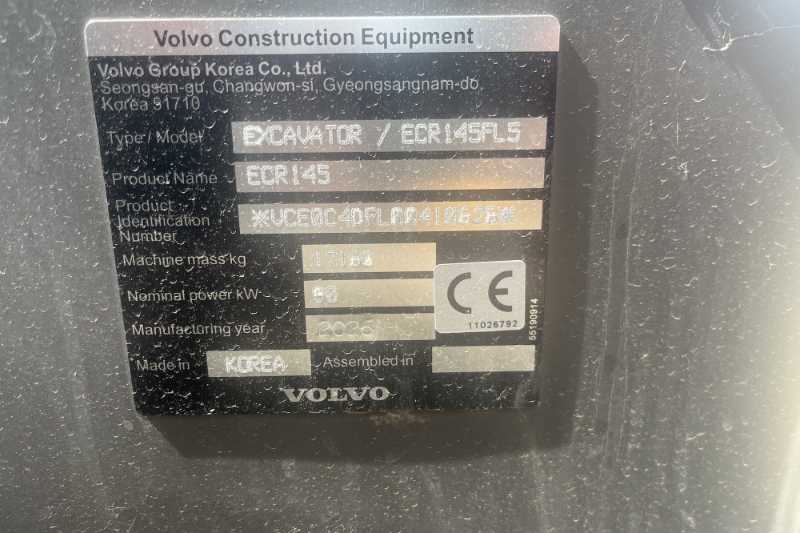 Volvo Construction Equipment
Volvo Group Korea Co., Ltd.
Seongsan-gu, Changwon-si, Gyeongsangnam-do,
Korea 51710
Type / Model EXCAVATOR / ECR145FL5
Product Name ECR145
Product
Identification
Number
Machine mass kg
Nominal power kW
CE
11026792
55190914
Manufacturing year
Made in KOREA Assembled in
VOLVO